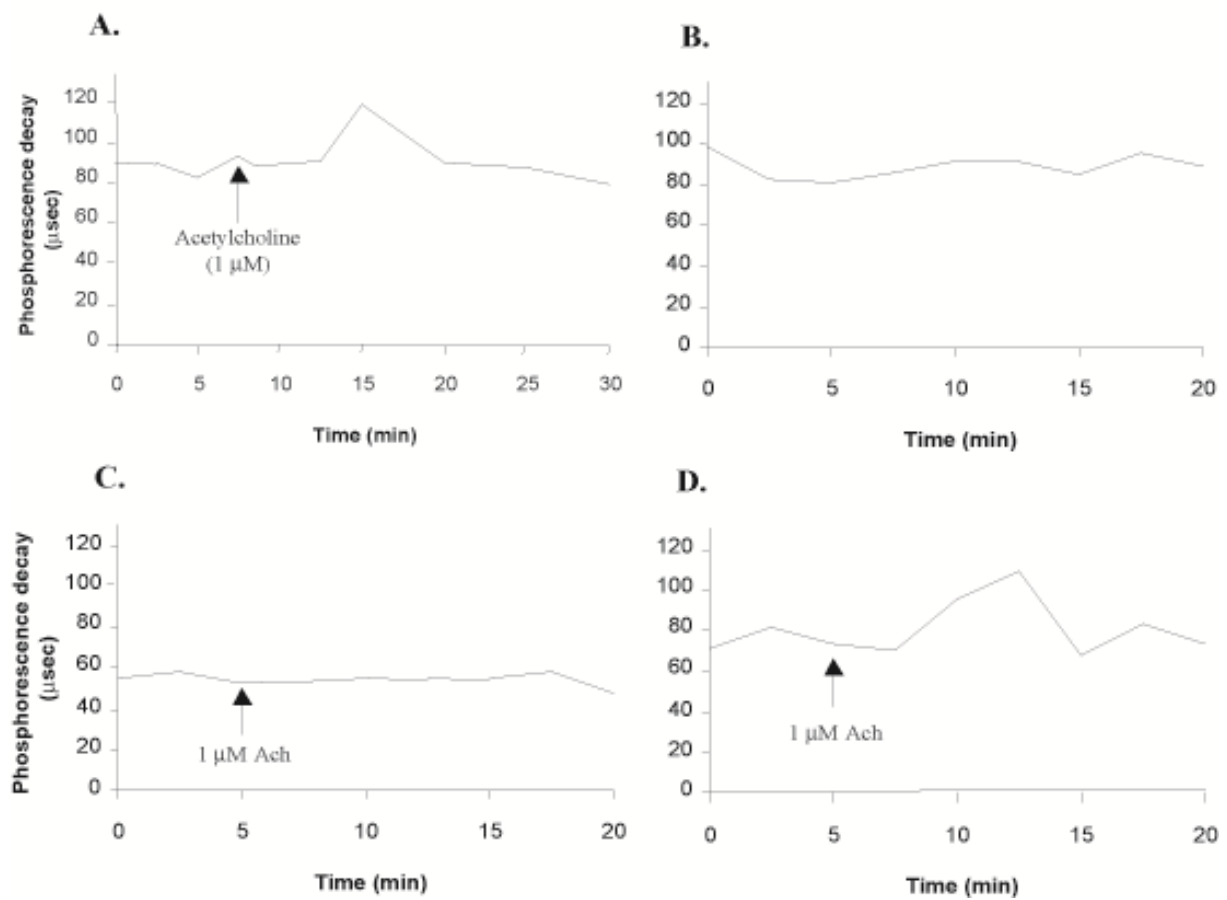 A.
Phosphorescence decay
(μsec)
120
100
80
60
40
20
0
Acetylcholine
(1 μM)
0 5 10 15 20 25 30
Time (min)
B.
120
100
80
60
40
20
0
0 5 10 15 20
Time (min)
C.
Phosphorescence decay
(μsec)
120
100
80
60
40
20
0
1 μM Ach
0 5 10 15 20
Time (min)
D.
120
100
80
60
40
20
0
1 μM Ach
0 5 10 15 20
Time (min)